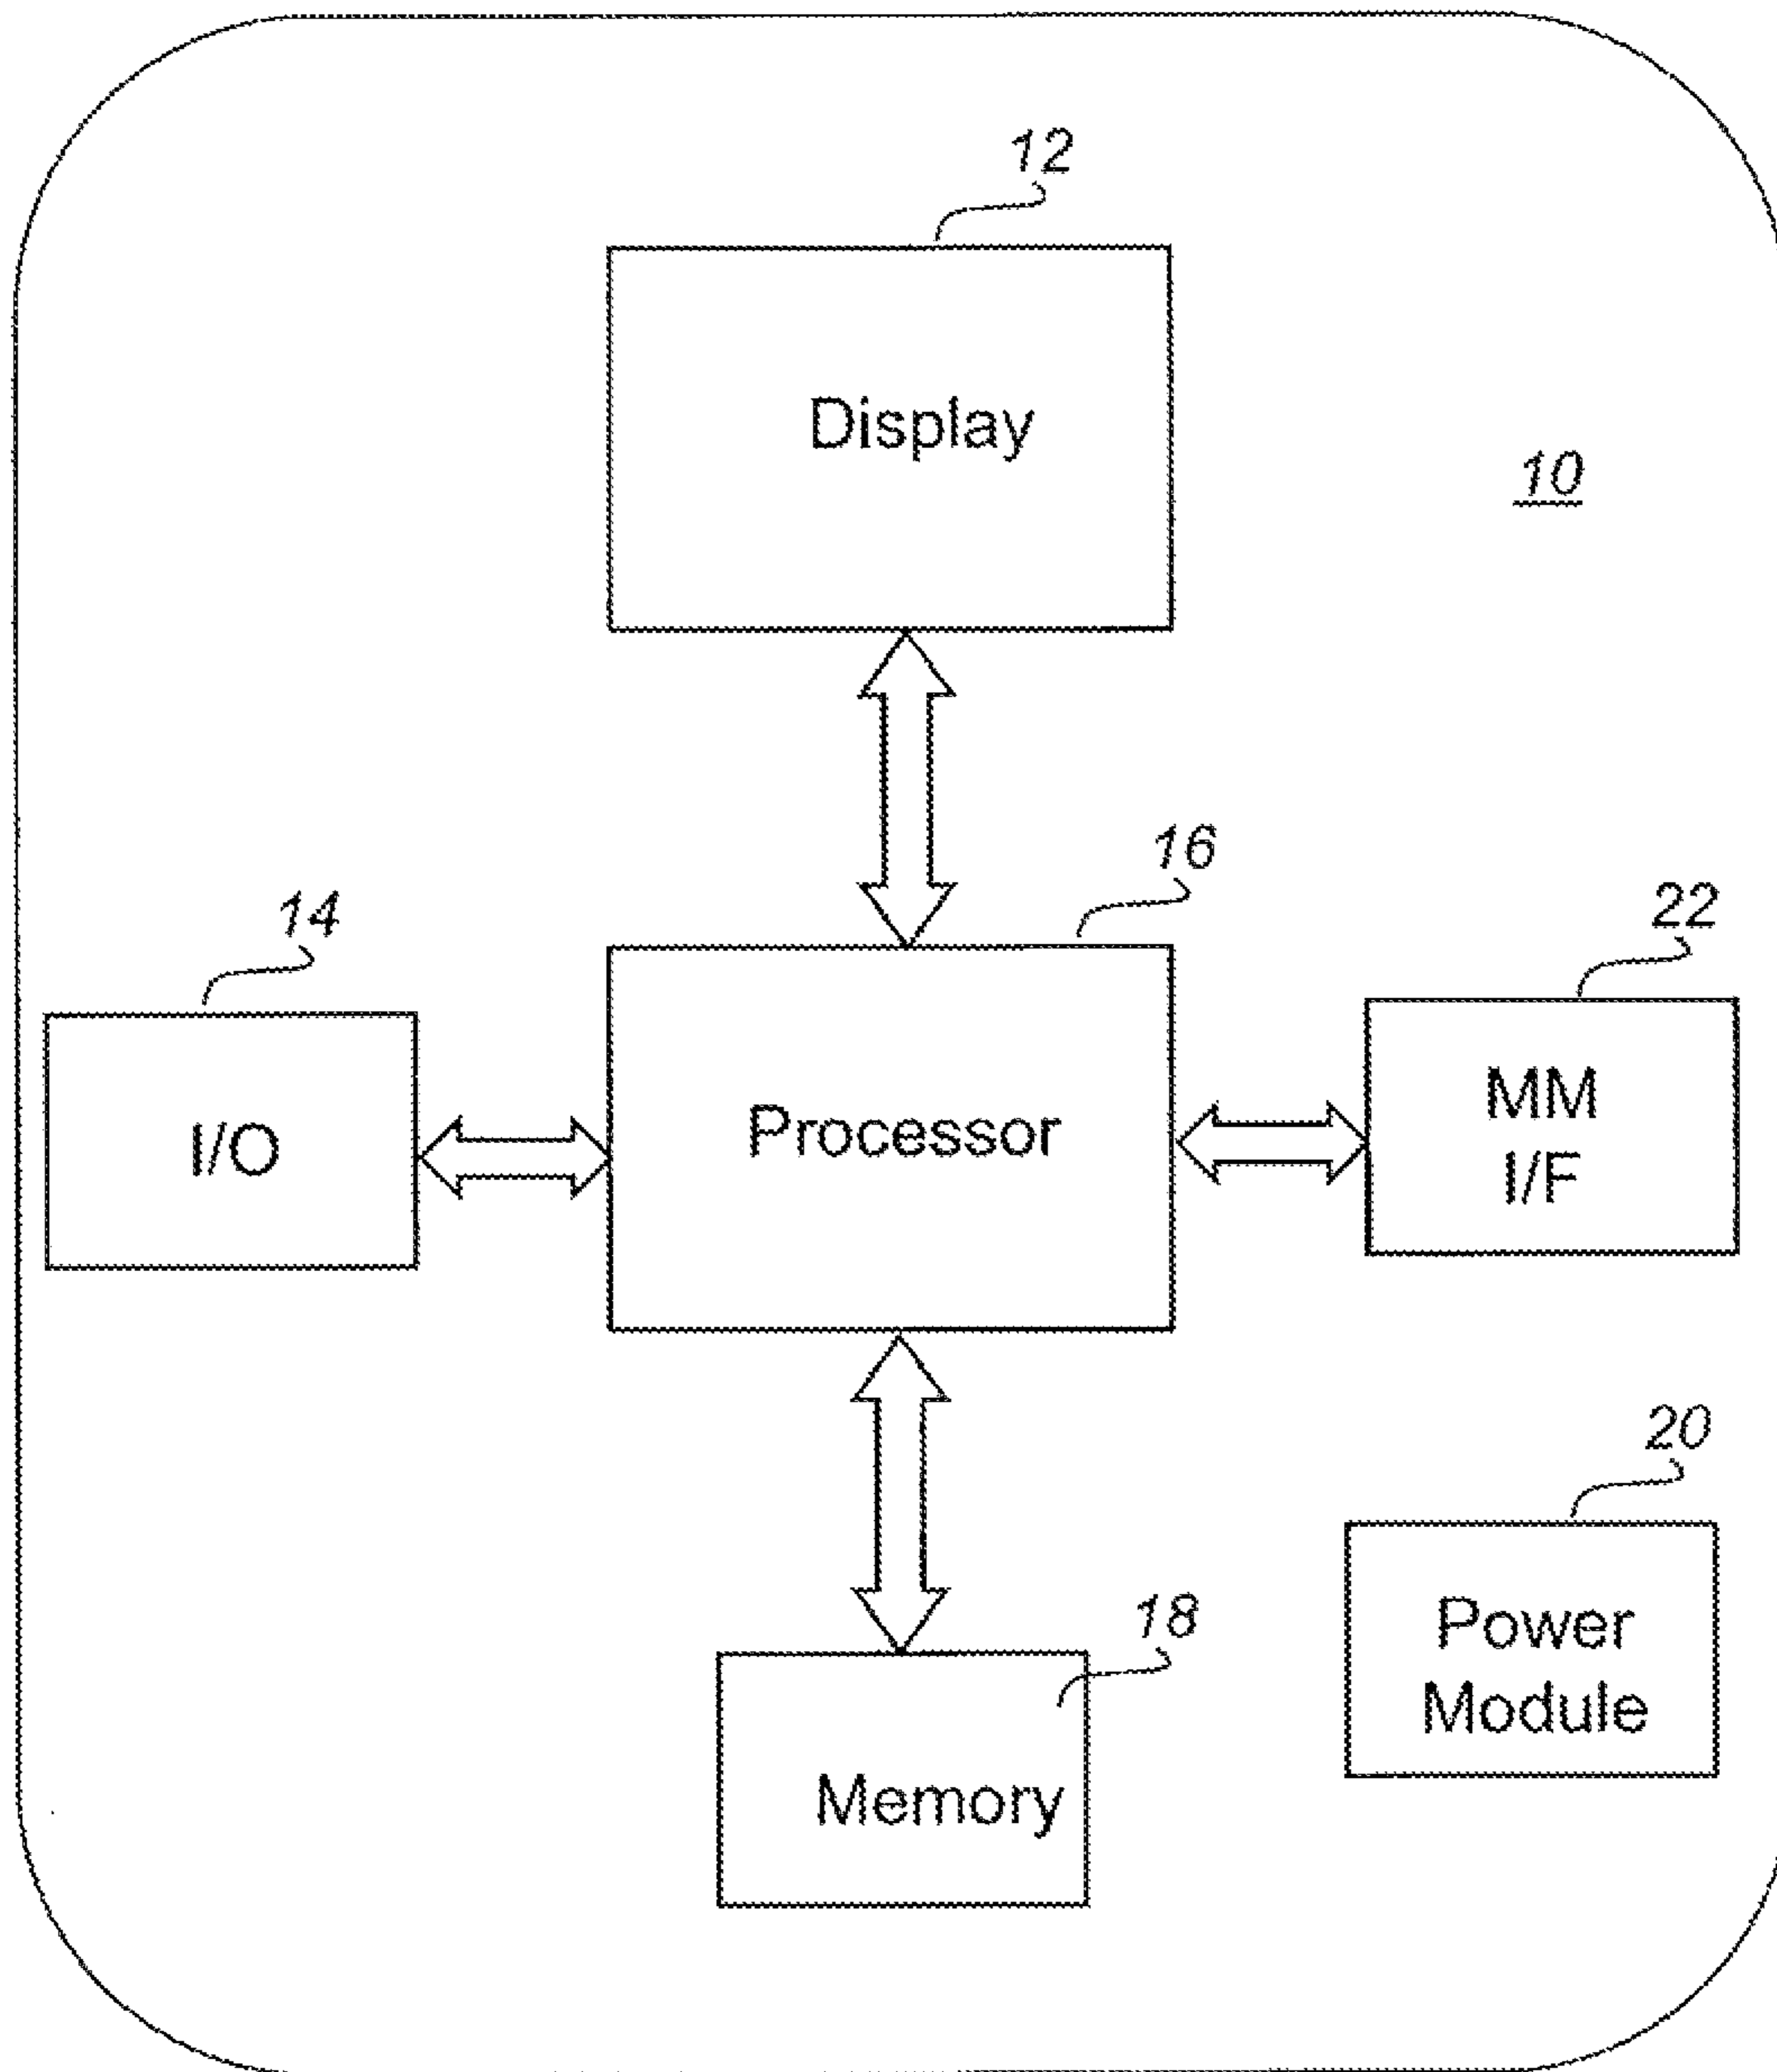 12
Display
10
16
14
22
I/O
Processor
MM
I/F
20
18
Power
Module
Memory